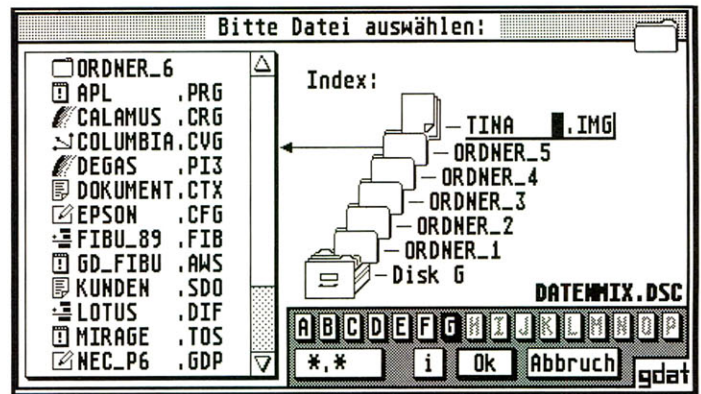 Bitte Datei auswählen:
ORDNER_6
APL .PRG
CALAMUS .CRG
COLUMBIA.CVG
DEGAS .PI3
DOKUMENT.CTX
EPSON .CFG
FIBU_89 .FIB
GD_FIBU .AWS
KUNDEN .SDO
LOTUS .DIF
MIRAGE .TOS
NEC_P6 .GDP
Index:
TINA .IMG
ORDNER_5
ORDNER_4
ORDNER_3
ORDNER_2
ORDNER_1
Disk G
DATENMIX.DSC
A B C D E F G H I J K L M N O P
*.* i Ok Abbruch
gdat